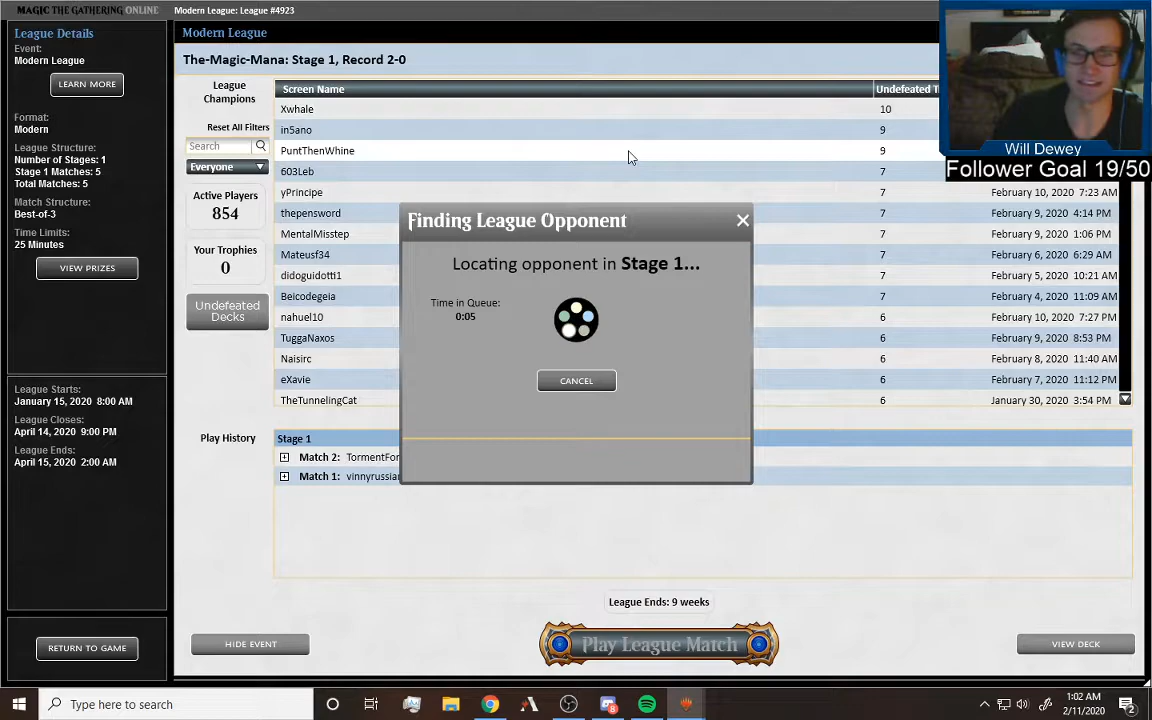 MAGIC THE GATHERING ONLINE
Modern League: League #4923
League Details
Event:
Modern League
LEARN MORE
Format:
Modern
League Structure:
Number of Stages: 1
Stage 1 Matches: 5
Total Matches: 5
Match Structure:
Best-of-3
Time Limits:
25 Minutes
VIEW PRIZES
League Starts:
January 15, 2020 8:00 AM
League Closes:
April 14, 2020 9:00 PM
League Ends:
April 15, 2020 2:00 AM
RETURN TO GAME
Modern League
The-Magic-Mana: Stage 1, Record 2-0
League Champions
Reset All Filters
Search
Everyone
Active Players
854
Your Trophies
0
Undefeated Decks
Screen Name Undefeated
Xwhale 10
in5ano 9
PuntThenWhine 9
603Leb 7
yPrincipe 7 February 10, 2020 7:23 AM
thepensword 7 February 9, 2020 4:14 PM
MentalMisstep 7 February 9, 2020 1:06 PM
Mateusf34 7 February 9, 2020 6:29 AM
didoguidotti1 7 February 5, 2020 10:21 AM
Beicodegeia 7 February 4, 2020 11:09 AM
nahuel10 6 February 10, 2020 7:27 PM
TuggaNaxos 6 February 9, 2020 8:53 PM
Naisirc 6 February 8, 2020 11:40 AM
eXavie 6 February 7, 2020 11:12 PM
TheTunnelingCat 6 January 30, 2020 3:54 PM
Will Dewey
Follower Goal 19/50
Finding League Opponent
Locating opponent in Stage 1...
Time in Queue:
0:05
CANCEL
Play History
Stage 1
Match 2: TormentFor
Match 1: vinnyrussia
League Ends: 9 weeks
HIDE EVENT
Play League Match
VIEW DECK
Type here to search
8
1:02 AM
2/11/2020
2